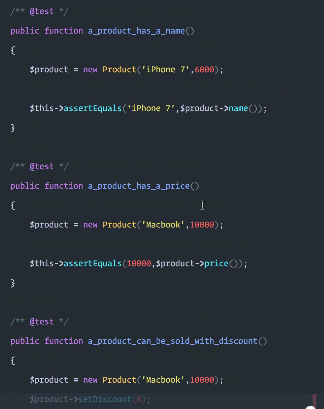 /** @test */
public function a_product_has_a_name()
{
$product = new Product('iPhone 7',6000);
$this->assertEquals('iPhone 7',$product->name());
}
/** @test */
public function a_product_has_a_price()
{
$product = new Product('Macbook',10000);
$this->assertEquals(10000,$product->price());
}
/** @test */
public function a_product_can_be_sold_with_discount()
{
$product = new Product('Macbook',10000);
$product->setDiscount(8);